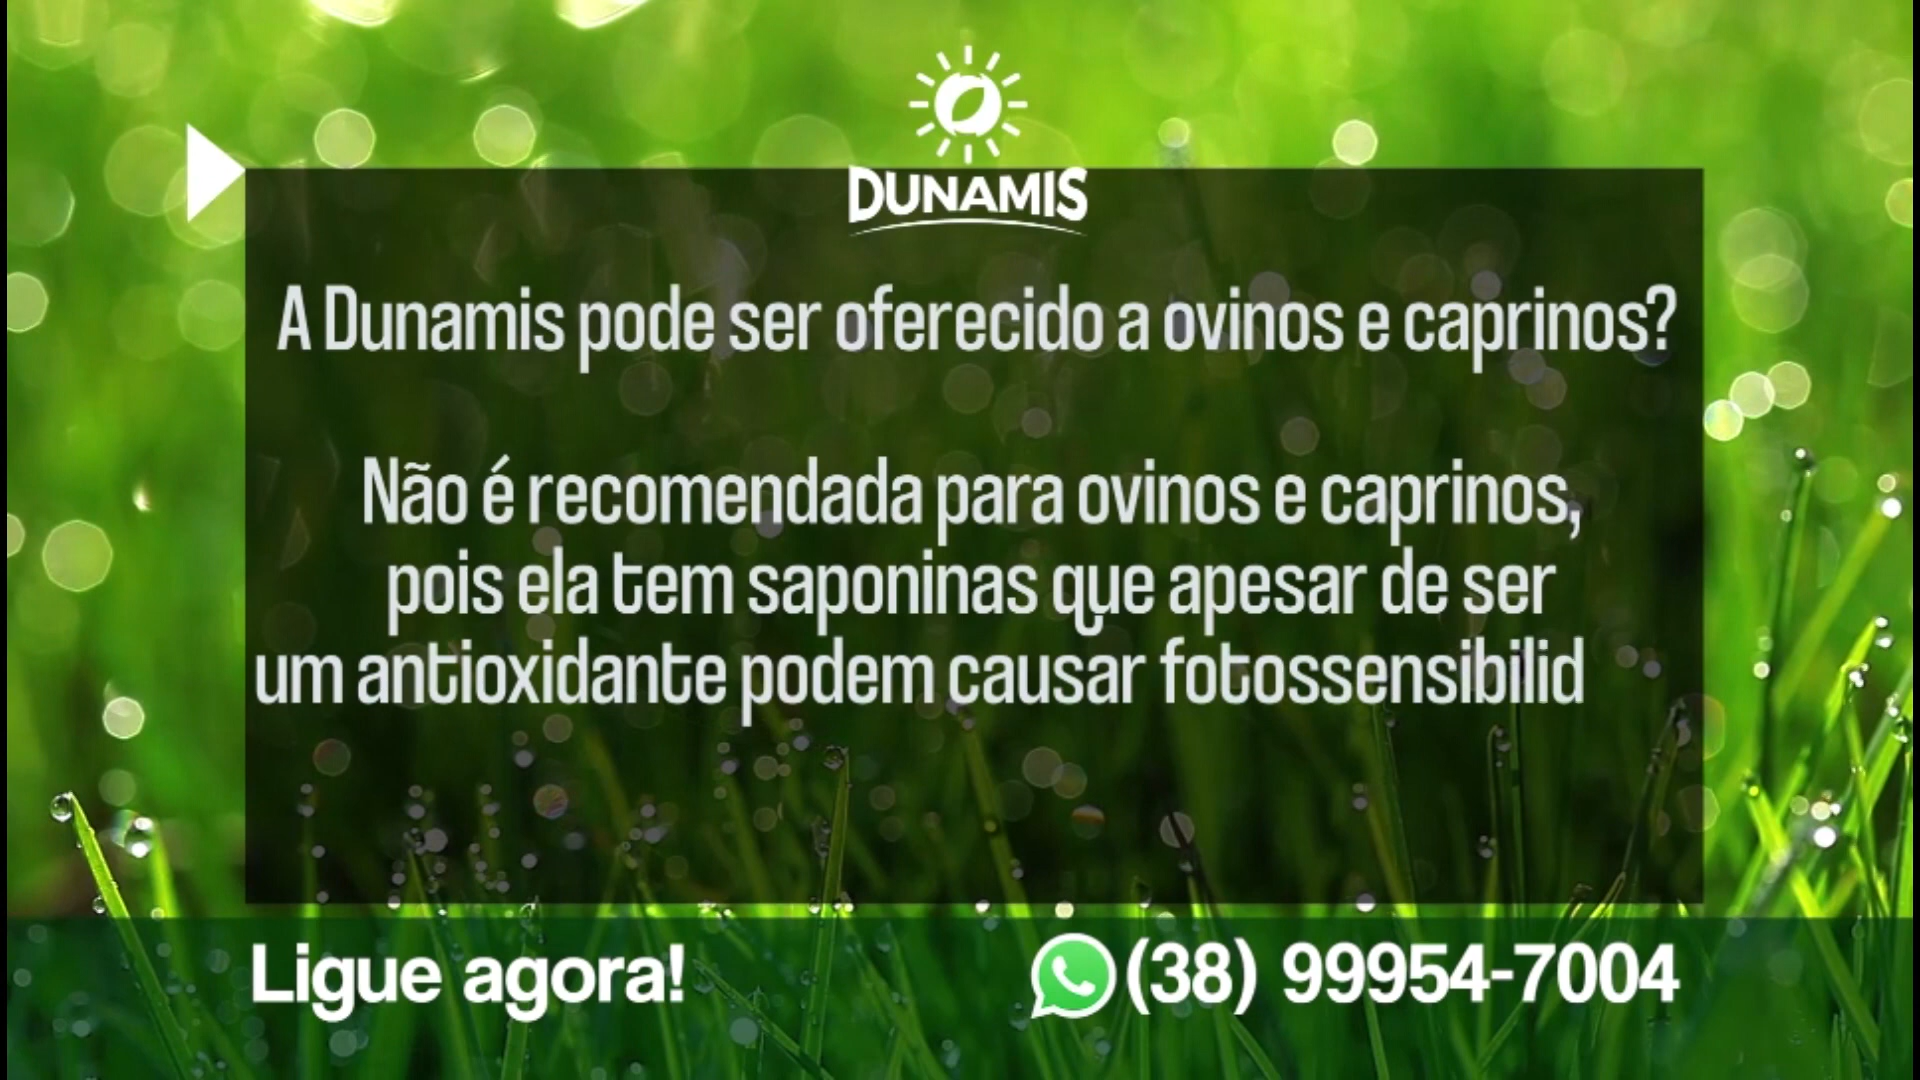 DUNAMIS
A Dunamis pode ser oferecido a ovinos e caprinos?
Não é recomendada para ovinos e caprinos,
pois ela tem saponinas que apesar de ser
um antioxidante podem causar fotossensibilid
Ligue agora!
(38) 99954-7004